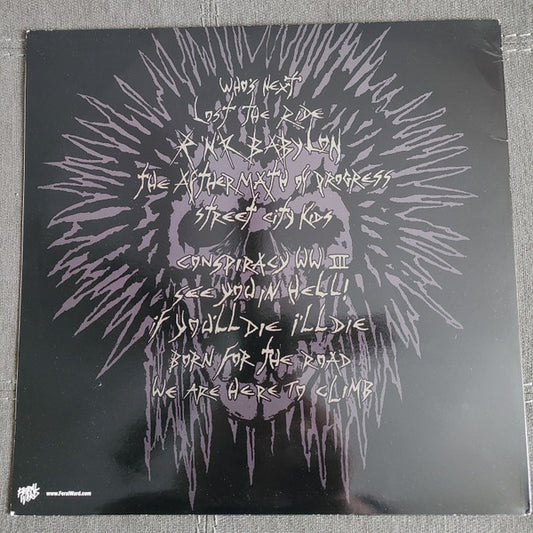 WHO'S NEXT
LOST THE RIDE
R'N'R BABYLON
THE AFTERMATH OF PROGRESS
STREET CITY KIDS
CONSPIRACY WW III
SEE YOU IN HELL!
if YOU'LL DIE i'LL DIE
BORN FOR THE ROAD
WE ARE HERE TO CLIMB
FERAL WARD
www.FeralWard.com